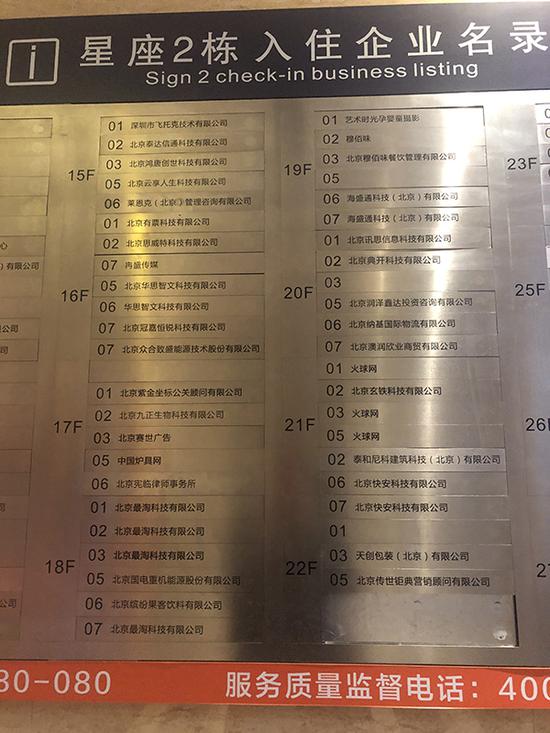 i 星座2栋入住企业名录
Sign 2 check-in business listing
心
)有限公司
公司
15F
01 深圳市飞托克技术有限公司
02 北京泰达信通科技有限公司
03 北京鸿唐创世科技有限公司
05 北京云享人生科技有限公司
06 莱恩克(北京)管理咨询有限公司
16F
01 北京有票科技有限公司
02 北京思威特科技有限公司
07 冉盛传媒
05 北京华思智文科技有限公司
06 华思智文科技有限公司
07 北京冠嘉恒锐科技有限公司
07 北京众合致盛能源技术股份有限公司
17F
01 北京紫金坐标公关顾问有限公司
02 北京九正生物科技有限公司
03 北京赛世广告
05 中国炉具网
06 北京宪临律师事务所
18F
01 北京最淘科技有限公司
02 北京最淘科技有限公司
03 北京最淘科技有限公司
05 北京国电重机能源股份有限公司
06 北京缤纷果客饮料有限公司
07 北京最淘科技有限公司
19F
01 艺术时光孕婴童摄影
02 穆佰味
03 北京穆佰味餐饮管理有限公司
05
06 海盛通科技(北京)有限公司
07 海盛通科技(北京)有限公司
20F
01 北京讯思信息科技有限公司
02 北京典开科技有限公司
03
05 北京润泽鑫达投资咨询有限公司
06 北京纳基国际物流有限公司
07 北京澳润欣业商贸有限公司
21F
01 火球网
02 北京玄铁科技有限公司
03 火球网
05 火球网
02 泰和尼科建筑科技(北京)有限公司
06 北京快安科技有限公司
07 北京快安科技有限公司
22F
01
03 天创包装(北京)有限公司
05 北京传世钜典营销顾问有限公司
23F
25F
26F
27
80-080
服务质量监督电话:400